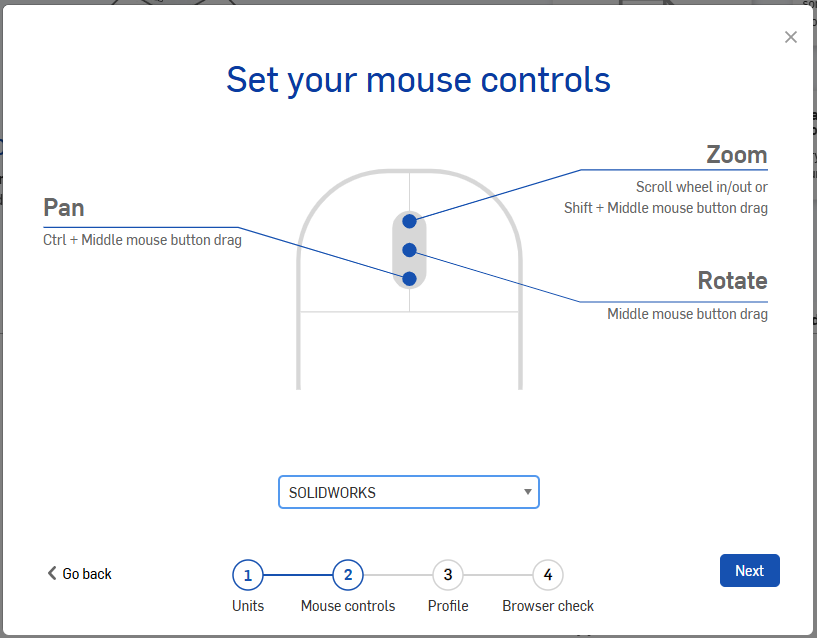 Set your mouse controls
Zoom
Scroll wheel in/out or
Shift + Middle mouse button drag
Pan
Ctrl + Middle mouse button drag
Rotate
Middle mouse button drag
SOLIDWORKS
Go back
1
2
3
4
Next
Units
Mouse controls
Profile
Browser check